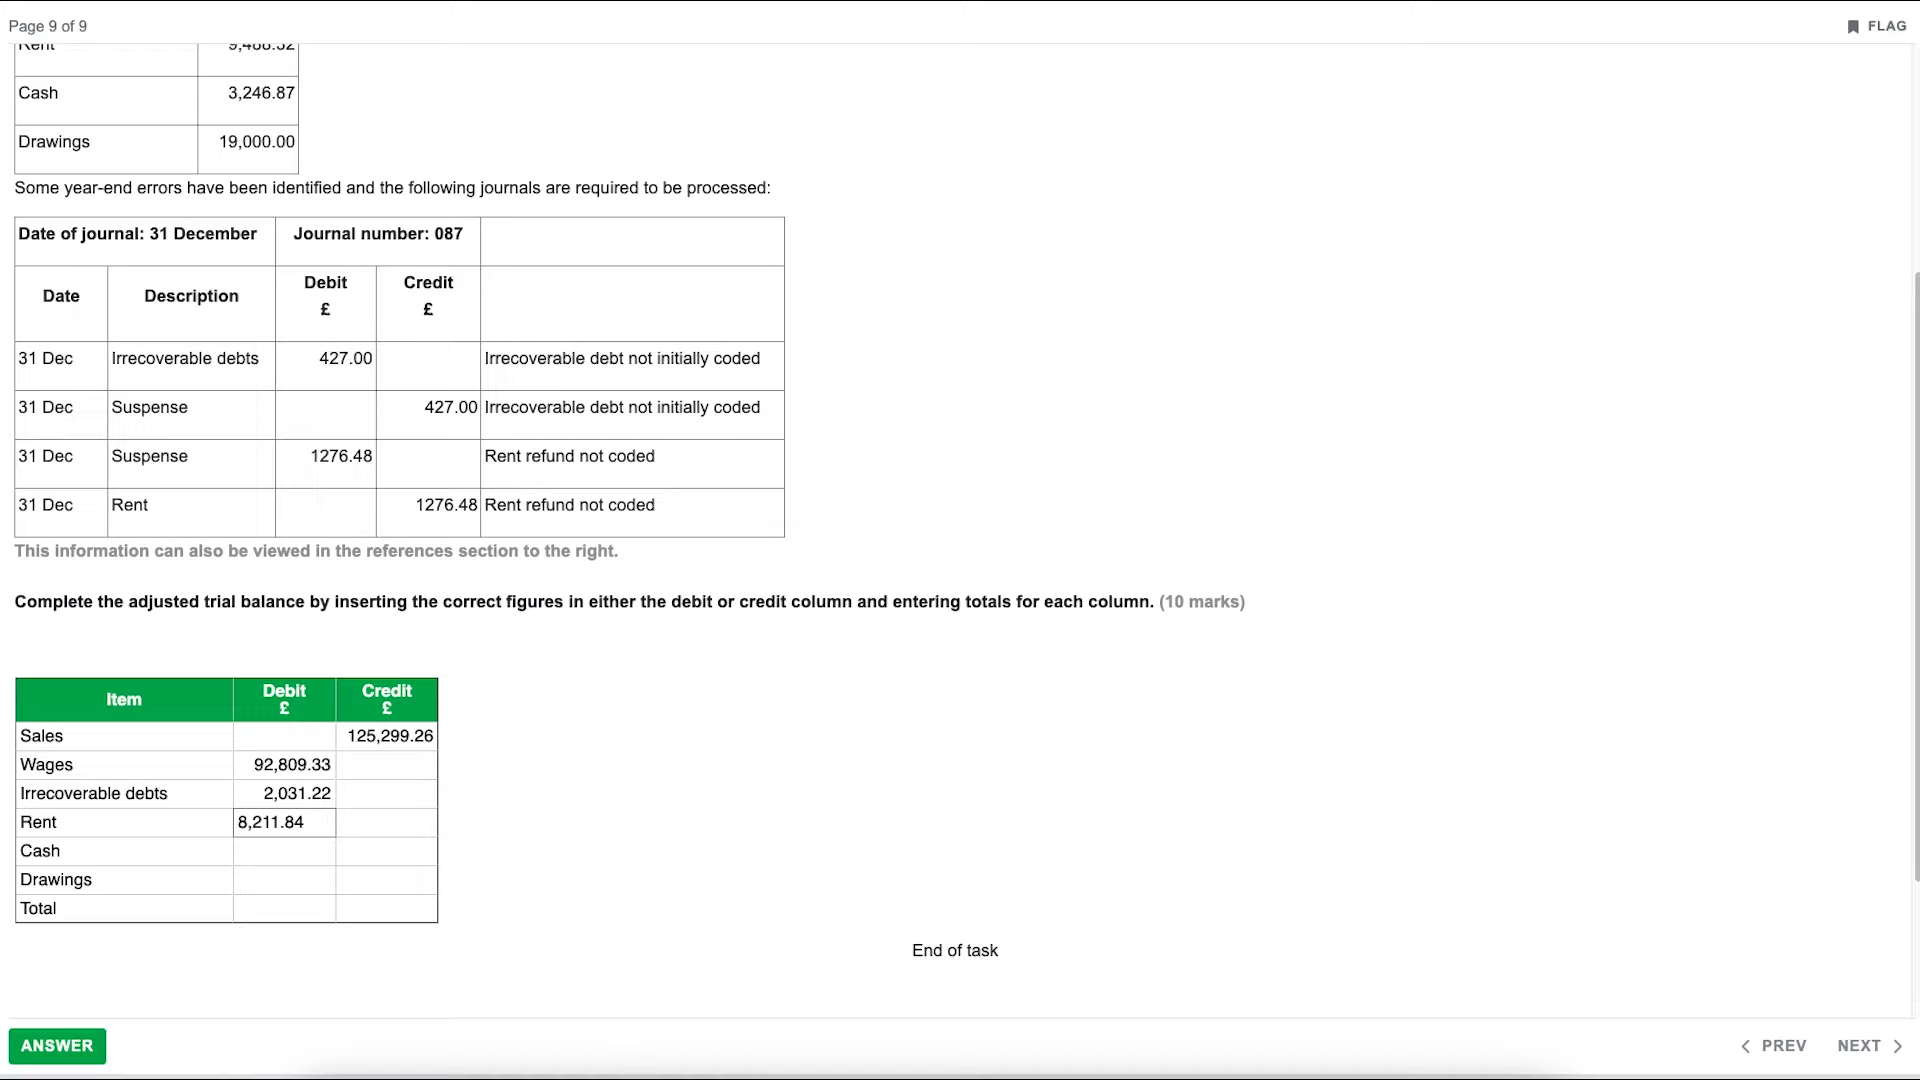 Page 9 of 9
FLAG
Rent 9,488.32
Cash 3,246.87
Drawings 19,000.00
Some year-end errors have been identified and the following journals are required to be processed:
Date of journal: 31 December Journal number: 087
Date Description Debit £ Credit £
31 Dec Irrecoverable debts 427.00 Irrecoverable debt not initially coded
31 Dec Suspense 427.00 Irrecoverable debt not initially coded
31 Dec Suspense 1276.48 Rent refund not coded
31 Dec Rent 1276.48 Rent refund not coded
This information can also be viewed in the references section to the right.
Complete the adjusted trial balance by inserting the correct figures in either the debit or credit column and entering totals for each column. (10 marks)
Item Debit £ Credit £
Sales 125,299.26
Wages 92,809.33
Irrecoverable debts 2,031.22
Rent 8,211.84
Cash
Drawings
Total
End of task
ANSWER
PREV NEXT